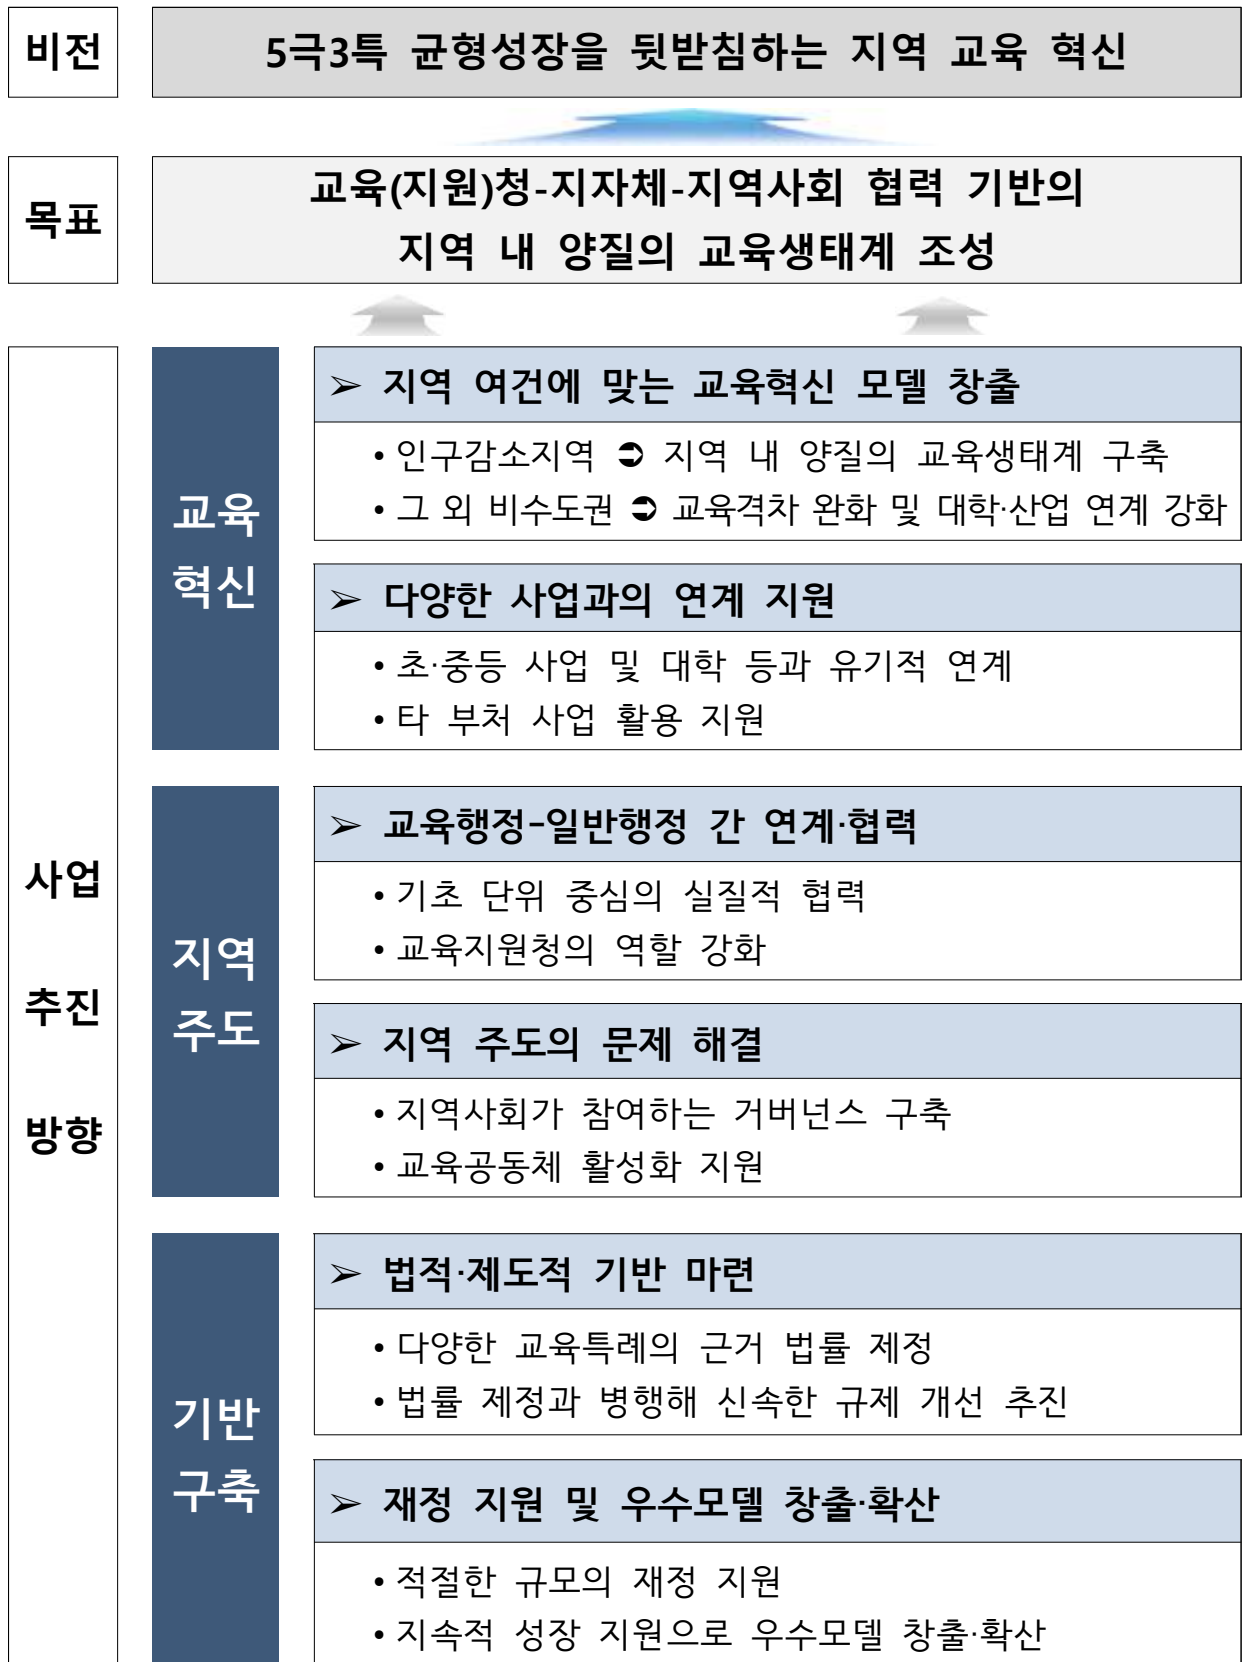 비전
5극3특 균형성장을 뒷받침하는 지역 교육 혁신
목표
교육(지원)청-지자체-지역사회 협력 기반의
지역 내 양질의 교육생태계 조성
사업
추진
방향
교육
혁신
➢ 지역 여건에 맞는 교육혁신 모델 창출
• 인구감소지역 ➲ 지역 내 양질의 교육생태계 구축
• 그 외 비수도권 ➲ 교육격차 완화 및 대학·산업 연계 강화
➢ 다양한 사업과의 연계 지원
• 초·중등 사업 및 대학 등과 유기적 연계
• 타 부처 사업 활용 지원
지역
주도
➢ 교육행정-일반행정 간 연계·협력
• 기초 단위 중심의 실질적 협력
• 교육지원청의 역할 강화
➢ 지역 주도의 문제 해결
• 지역사회가 참여하는 거버넌스 구축
• 교육공동체 활성화 지원
기반
구축
➢ 법적·제도적 기반 마련
• 다양한 교육특례의 근거 법률 제정
• 법률 제정과 병행해 신속한 규제 개선 추진
➢ 재정 지원 및 우수모델 창출·확산
• 적절한 규모의 재정 지원
• 지속적 성장 지원으로 우수모델 창출·확산